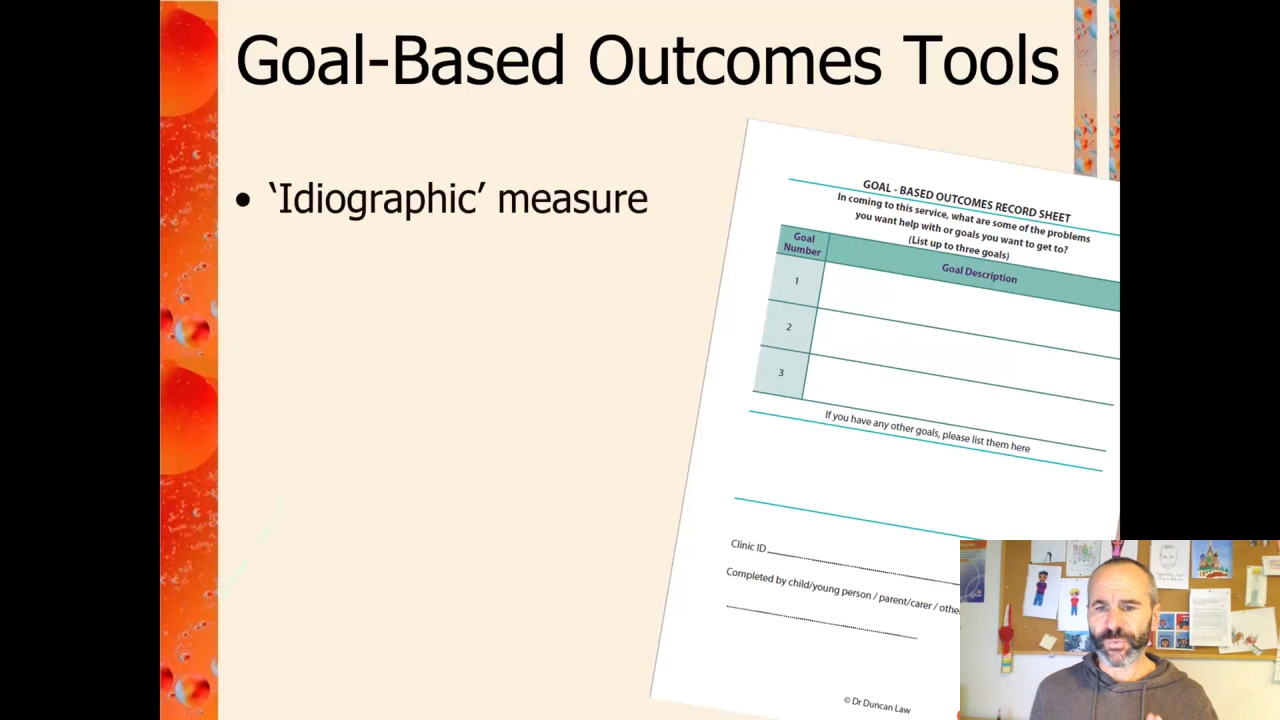 Goal-Based Outcomes Tools
• ‘Idiographic’ measure
GOAL - BASED OUTCOMES RECORD SHEET
In coming to this service, what are some of the problems
you want help with or goals you want to get to?
(List up to three goals)
Goal
Number
Goal Description
1
2
3
If you have any other goals, please list them here
Clinic ID
Completed by child/young person / parent/carer / othe
© Dr Duncan Law